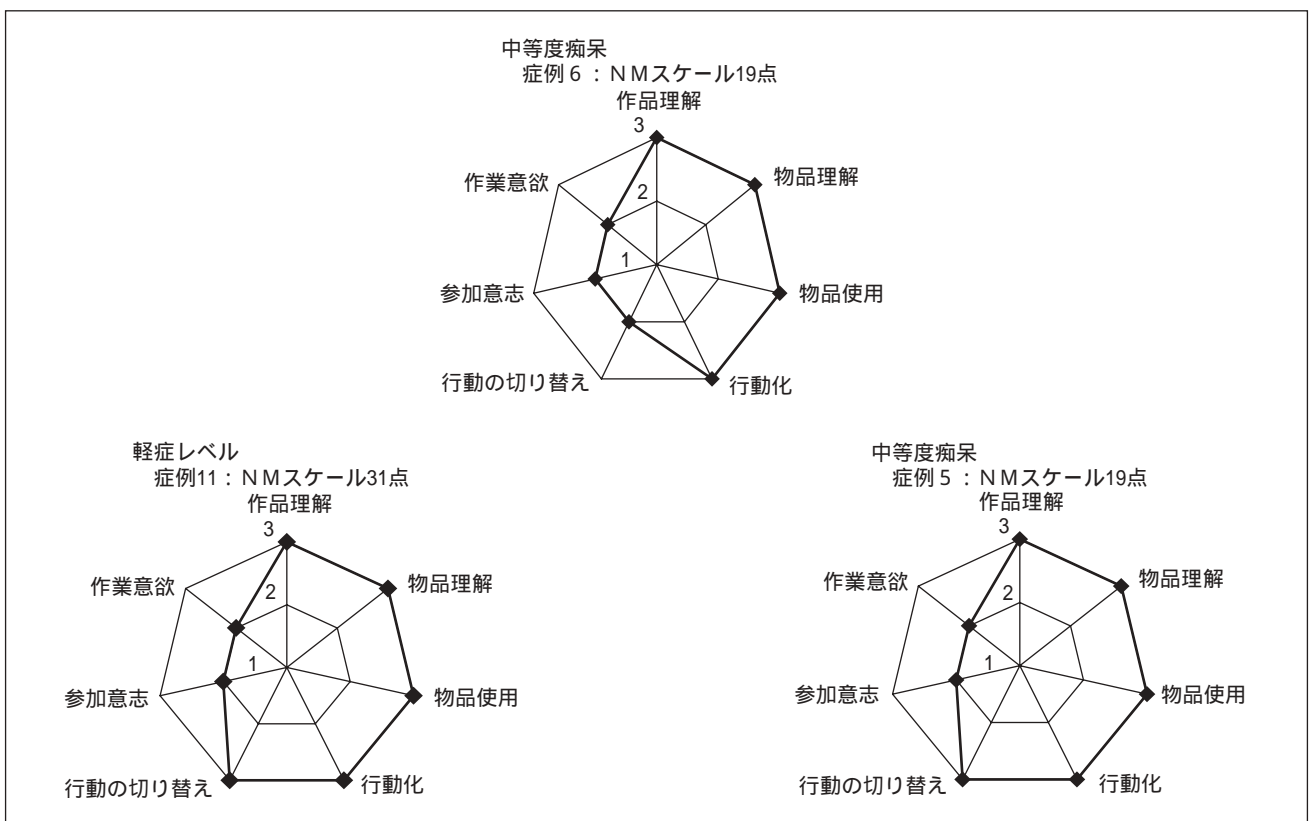 中等度痴呆
症例６：ＮＭスケール19点
作品理解
3
物品理解
作業意欲
2
1
物品使用
参加意志
行動の切り替え
行動化
軽症レベル
症例11：ＮＭスケール31点
作品理解
3
物品理解
作業意欲
2
1
参加意志
物品使用
行動の切り替え
行動化
中等度痴呆
症例５：ＮＭスケール19点
作品理解
3
物品理解
作業意欲
2
1
参加意志
物品使用
行動の切り替え
行動化